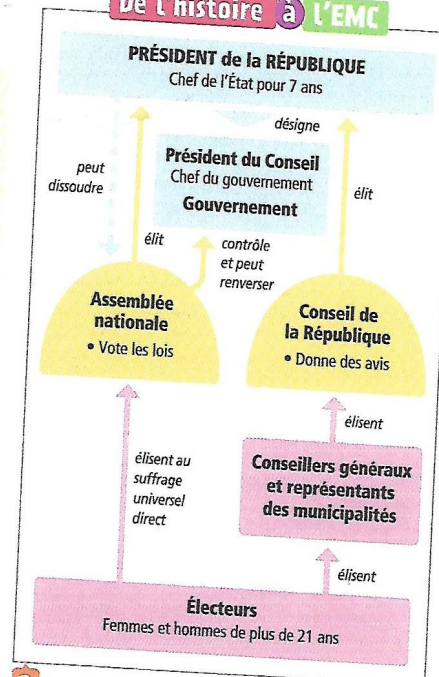 De l'histoire à l'EMC
PRÉSIDENT de la RÉPUBLIQUE
Chef de l'État pour 7 ans
désigne
Président du Conseil
Chef du gouvernement
Gouvernement
peut
dissoudre
élit
contrôle
et peut
renverser
élit
Assemblée
nationale
• Vote les lois
Conseil de
la République
• Donne des avis
élisent au
suffrage
universel
direct
élisent
Conseillers généraux
et représentants
des municipalités
élisent
Électeurs
Femmes et hommes de plus de 21 ans